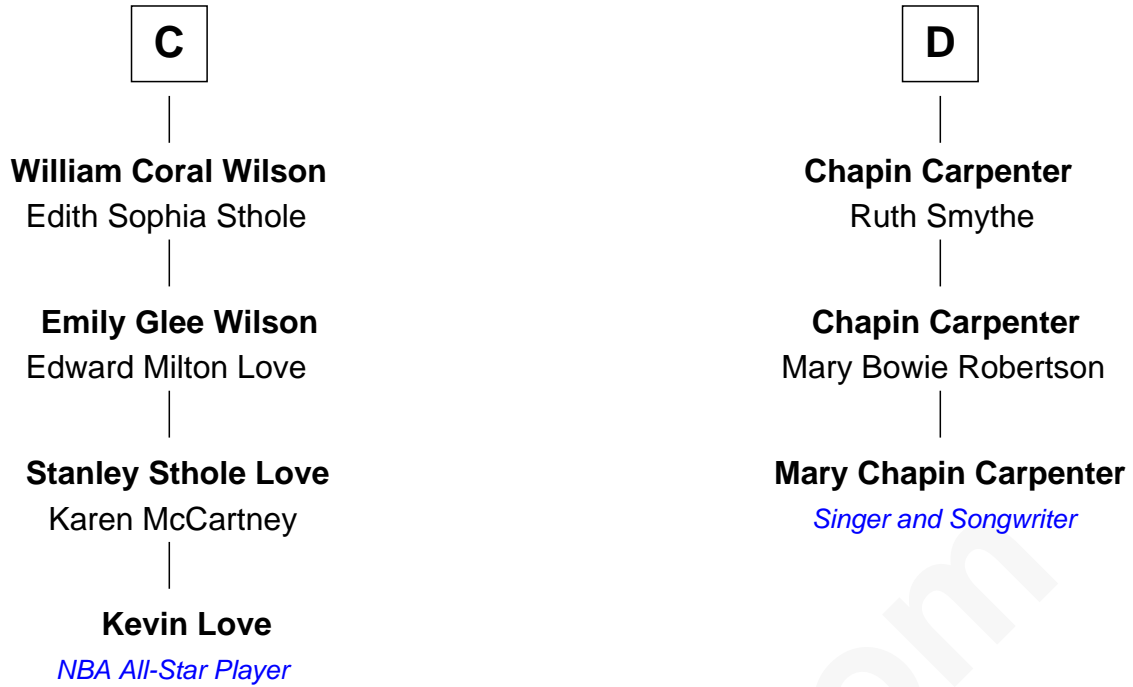 C
William Coral Wilson
Edith Sophia Sthole
Emily Glee Wilson
Edward Milton Love
Stanley Sthole Love
Karen McCartney
Kevin Love
NBA All-Star Player
D
Chapin Carpenter
Ruth Smythe
Chapin Carpenter
Mary Bowie Robertson
Mary Chapin Carpenter
Singer and Songwriter
om